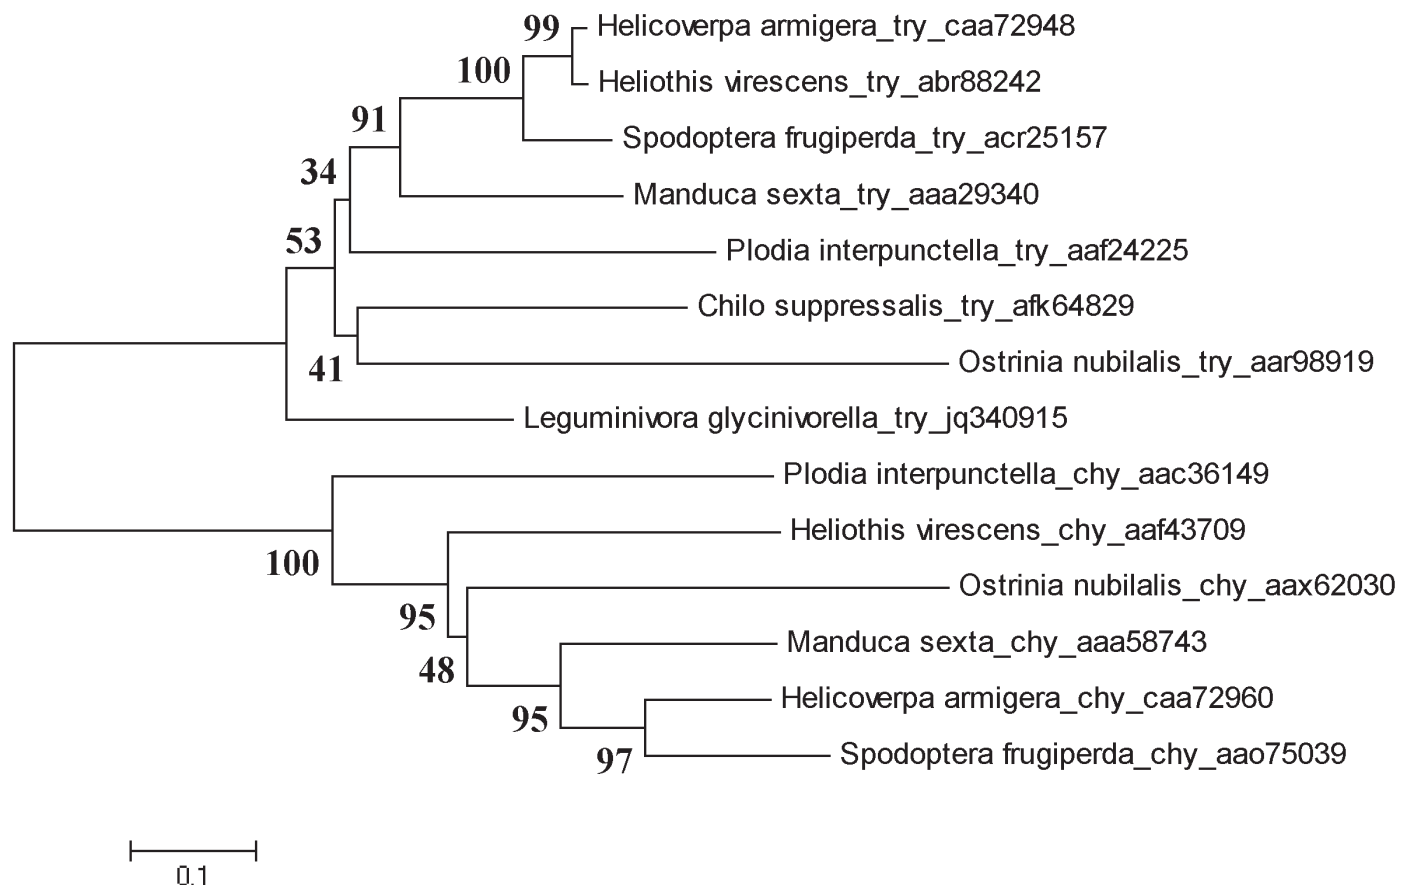 99
Helicoverpa armigera_try_caa72948
100
Heliothis virescens_try_abr88242
91
Spodoptera frugiperda_try_acr25157
34
Manduca sexta_try_aaa29340
53
Plodia interpunctella_try_aaf24225
Chilo suppressalis_try_afk64829
41
Ostrinia nubilalis_try_aar98919
Leguminivora glycinivorella_try_jq340915
Plodia interpunctella_chy_aac36149
Heliothis virescens_chy_aaf43709
100
Ostrinia nubilalis_chy_aax62030
95
Manduca sexta_chy_aaa58743
48
Helicoverpa armigera_chy_caa72960
95
Spodoptera frugiperda_chy_aao75039
97
0.1